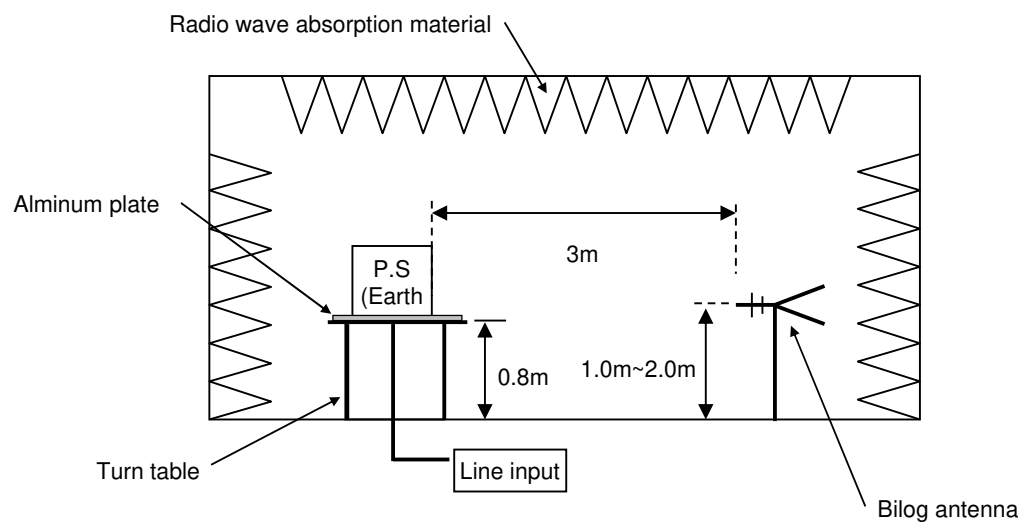 Radio wave absorption material
Alminum plate
3m
P.S
(Earth
0.8m
1.0m~2.0m
Turn table
Line input
Bilog antenna